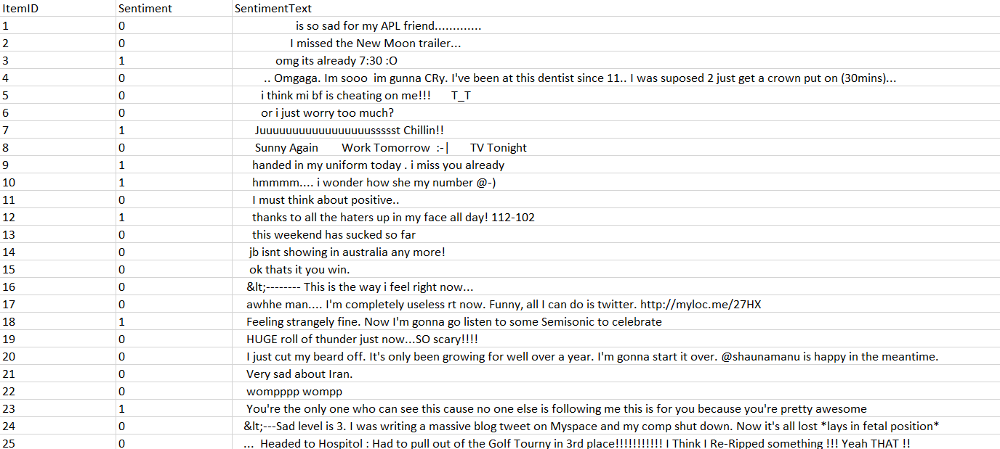 ItemID Sentiment SentimentText
1 0 is so sad for my APL friend.............
2 0 I missed the New Moon trailer...
3 1 omg its already 7:30 :O
4 0 .. Omgaga. Im sooo  im gunna CRy. I've been at this dentist since 11.. I was suposed 2 just get a crown put on (30mins)...
5 0 i think mi bf is cheating on me!!!       T_T
6 0 or i just worry too much?
7 1 Juuuuuuuuuuuuuuuuussssst Chillin!!
8 0 Sunny Again        Work Tomorrow  :-|       TV Tonight
9 1 handed in my uniform today . i miss you already
10 1 hmmmm.... i wonder how she my number @-)
11 0 I must think about positive..
12 1 thanks to all the haters up in my face all day! 112-102
13 0 this weekend has sucked so far
14 0 jb isnt showing in australia any more!
15 0 ok thats it you win.
16 0 &lt;-------- This is the way i feel right now...
17 0 awhhe man.... I'm completely useless rt now. Funny, all I can do is twitter. http://myloc.me/27HX
18 1 Feeling strangely fine. Now I'm gonna go listen to some Semisonic to celebrate
19 0 HUGE roll of thunder just now...SO scary!!!!
20 0 I just cut my beard off. It's only been growing for well over a year. I'm gonna start it over. @shaunamanu is happy in the meantime.
21 0 Very sad about Iran.
22 0 wompppp wompp
23 1 You're the only one who can see this cause no one else is following me this is for you because you're pretty awesome
24 0 &lt;---Sad level is 3. I was writing a massive blog tweet on Myspace and my comp shut down. Now it's all lost *lays in fetal position*
25 0 ...  Headed to Hospitol : Had to pull out of the Golf Tourny in 3rd place!!!!!!!!!!! I Think I Re-Ripped something !!! Yeah THAT !!